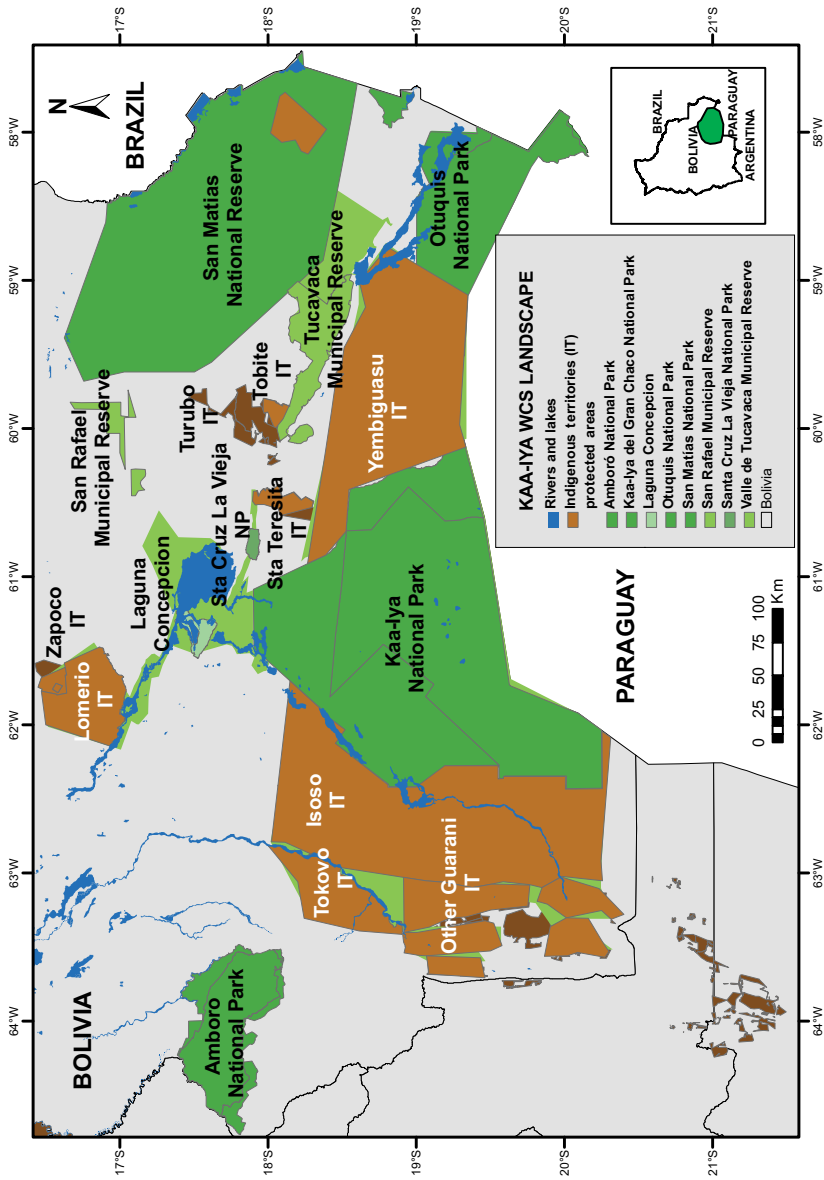 17°S
18°S
19°S
20°S
21°S
N
BRAZIL
BOLIVIA
PARAGUAY
58°W
59°W
60°W
61°W
62°W
63°W
64°W
San Matias
National Reserve
Otuquis
National Park
Tucavaca
Municipal Reserve
Tobite
IT
Turubo
IT
San Rafael
Municipal Reserve
Yembiguasu
IT
Sta Cruz La Vieja
NP
Sta Teresita
IT
Laguna
Concepcion
Zapoco
IT
Lomerio
IT
Kaa-Iya
National Park
Isoso
IT
Tokovo
IT
Other Guarani
IT
Amboro
National Park
BRAZIL
BOLIVIA
PARAGUAY
ARGENTINA
KAA-IYA WCS LANDSCAPE
Rivers and lakes
Indigenous territories (IT)
protected areas
Amboró National Park
Kaa-Iya del Gran Chaco National Park
Laguna Concepcion
Otuquis National Park
San Matias National Park
San Rafael Municipal Reserve
Santa Cruz La Vieja National Park
Valle de Tucavaca Municipal Reserve
Bolivia
0 25 50 75 100
Km